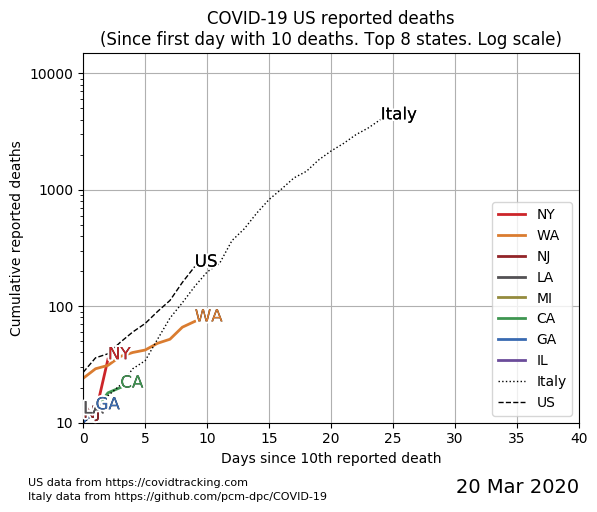 COVID-19 US reported deaths
(Since first day with 10 deaths. Top 8 states. Log scale)
Cumulative reported deaths
10000
1000
100
10
Italy
US
WA
NY
CA
GA
NY
WA
NJ
LA
MI
CA
GA
IL
Italy
US
0 5 10 15 20 25 30 35 40
Days since 10th reported death
US data from https://covidtracking.com
Italy data from https://github.com/pcm-dpc/COVID-19
20 Mar 2020